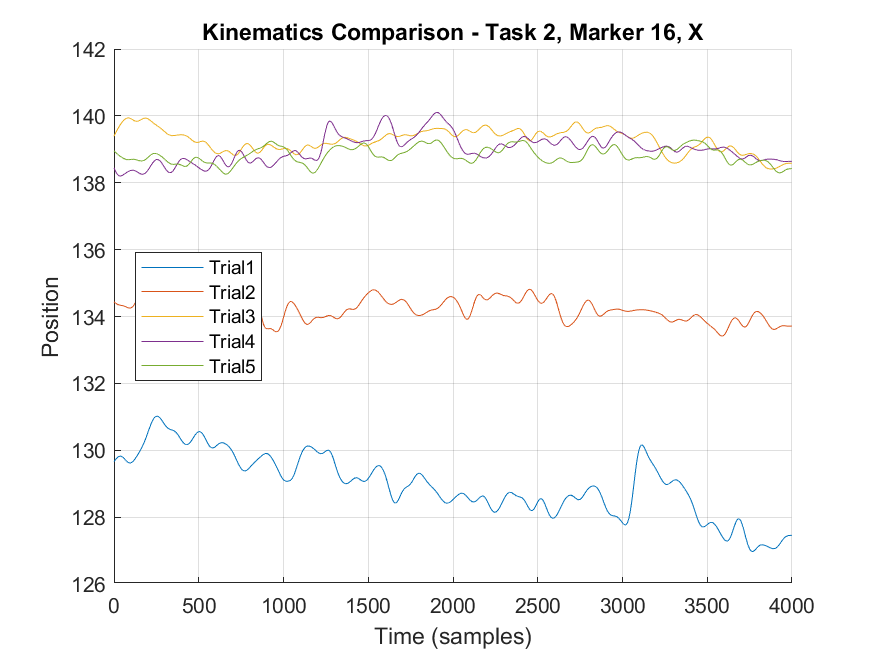 Kinematics Comparison - Task 2, Marker 16, X
142
140
138
136
134
132
130
128
126
Position
Trial1
Trial2
Trial3
Trial4
Trial5
0 500 1000 1500 2000 2500 3000 3500 4000
Time (samples)